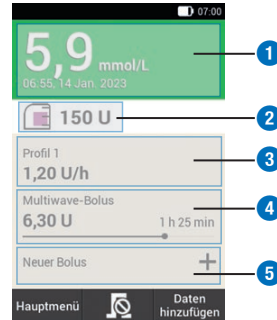 07:00
5,9 mmol/L
06:55, 14 Jan. 2023
1
150 U
2
Profil 1
1,20 U/h
3
Multiwave-Bolus
6,30 U
1 h 25 min
4
Neuer Bolus
5
Hauptmenü
Daten
hinzufügen